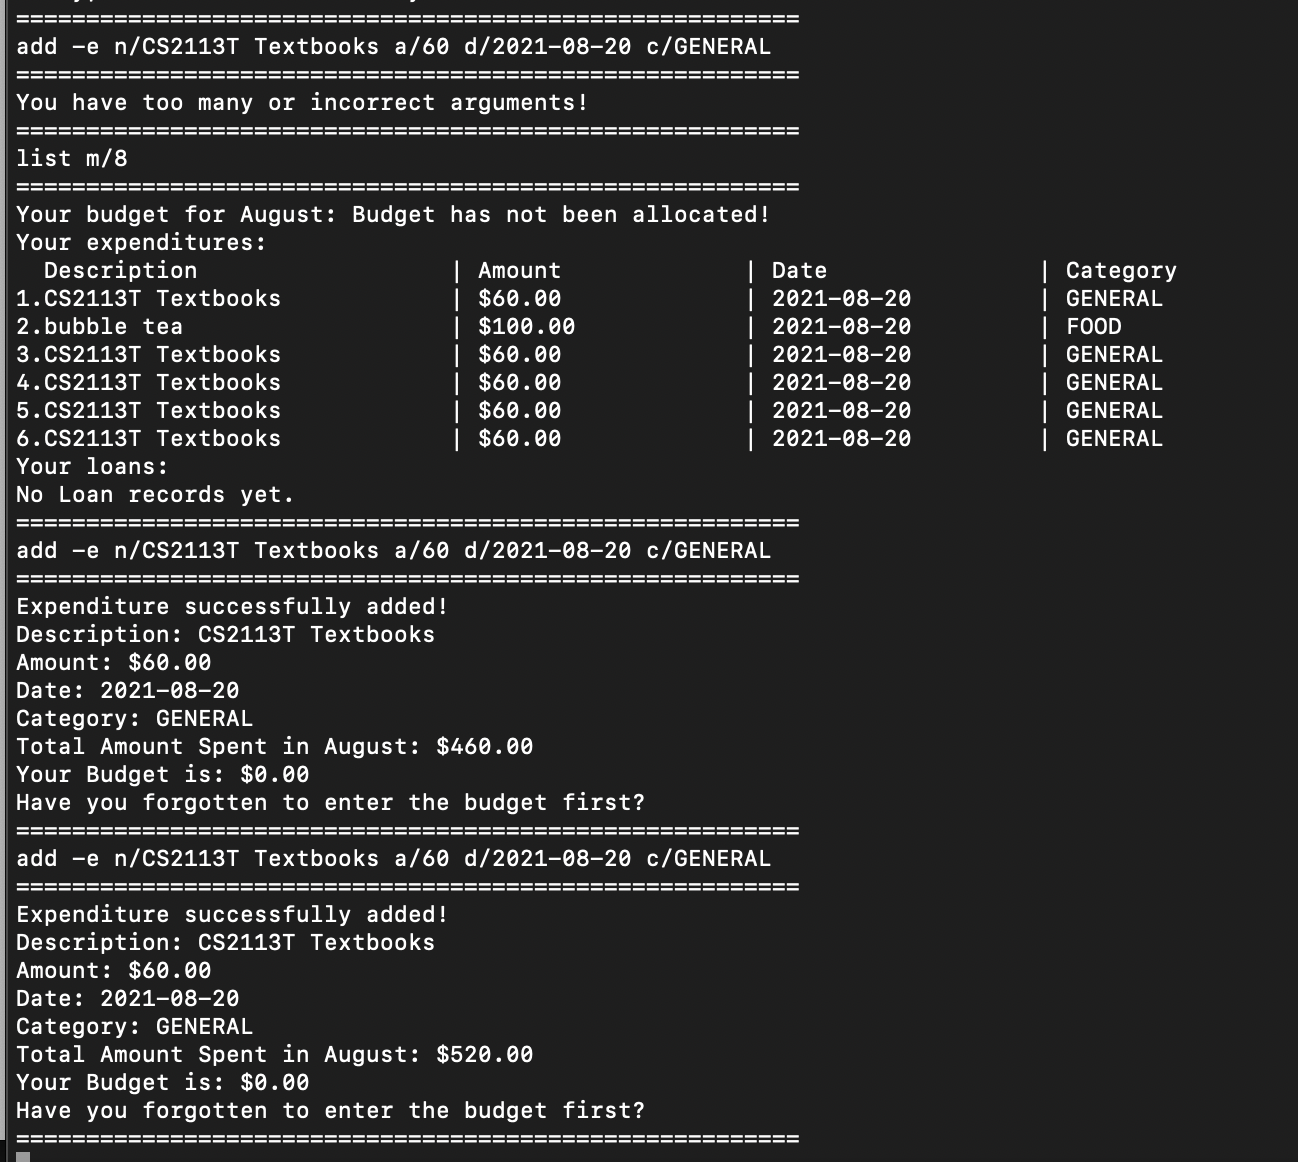 ========================================================
add -e n/CS2113T Textbooks a/60 d/2021-08-20 c/GENERAL
========================================================
You have too many or incorrect arguments!
========================================================
list m/8
========================================================
Your budget for August: Budget has not been allocated!
Your expenditures:
  Description                  | Amount             | Date               | Category
1.CS2113T Textbooks            | $60.00             | 2021-08-20         | GENERAL
2.bubble tea                   | $100.00            | 2021-08-20         | FOOD
3.CS2113T Textbooks            | $60.00             | 2021-08-20         | GENERAL
4.CS2113T Textbooks            | $60.00             | 2021-08-20         | GENERAL
5.CS2113T Textbooks            | $60.00             | 2021-08-20         | GENERAL
6.CS2113T Textbooks            | $60.00             | 2021-08-20         | GENERAL
Your loans:
No Loan records yet.
========================================================
add -e n/CS2113T Textbooks a/60 d/2021-08-20 c/GENERAL
========================================================
Expenditure successfully added!
Description: CS2113T Textbooks
Amount: $60.00
Date: 2021-08-20
Category: GENERAL
Total Amount Spent in August: $460.00
Your Budget is: $0.00
Have you forgotten to enter the budget first?
========================================================
add -e n/CS2113T Textbooks a/60 d/2021-08-20 c/GENERAL
========================================================
Expenditure successfully added!
Description: CS2113T Textbooks
Amount: $60.00
Date: 2021-08-20
Category: GENERAL
Total Amount Spent in August: $520.00
Your Budget is: $0.00
Have you forgotten to enter the budget first?
========================================================